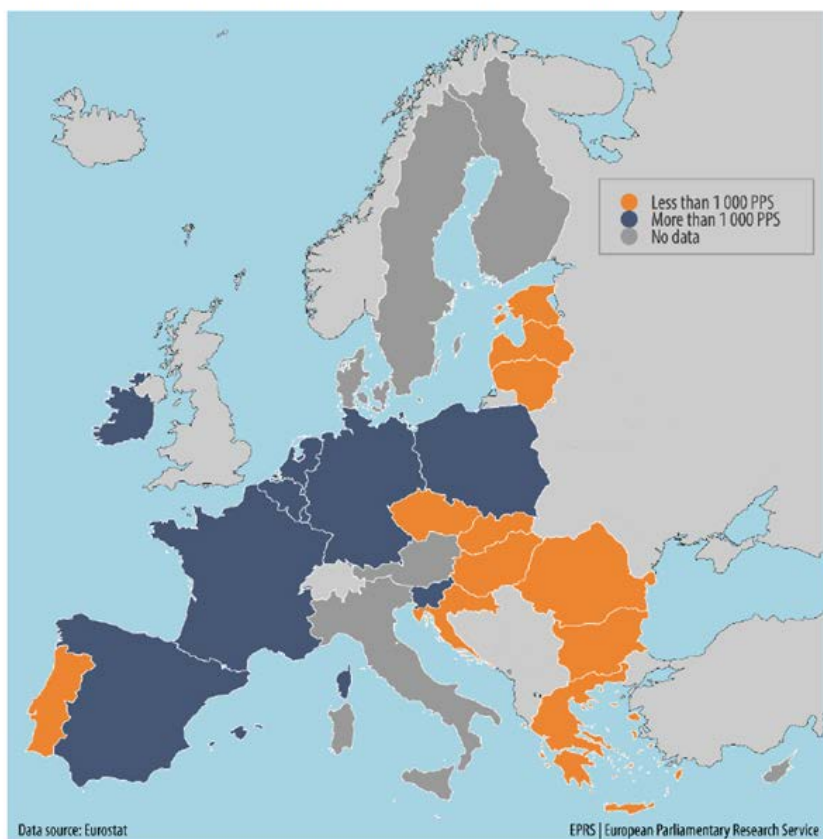 Less than 1 000 PPS
More than 1 000 PPS
No data
Data source: Eurostat
EPRS | European Parliamentary Research Service